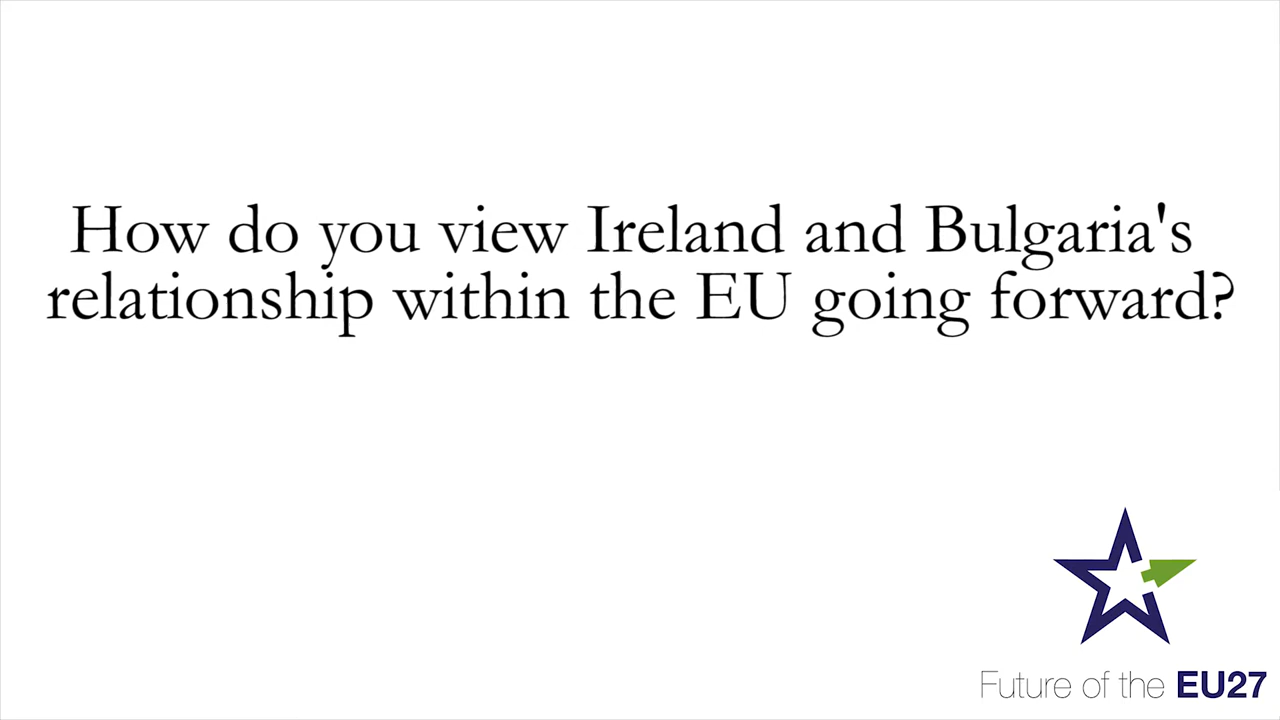 How do you view Ireland and Bulgaria's
relationship within the EU going forward?
Future of the EU27